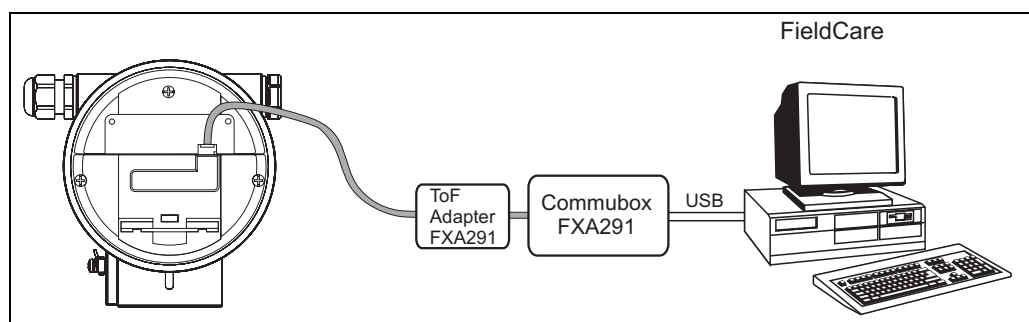 FieldCare
ToF
Adapter
FXA291
Commubox
FXA291
USB